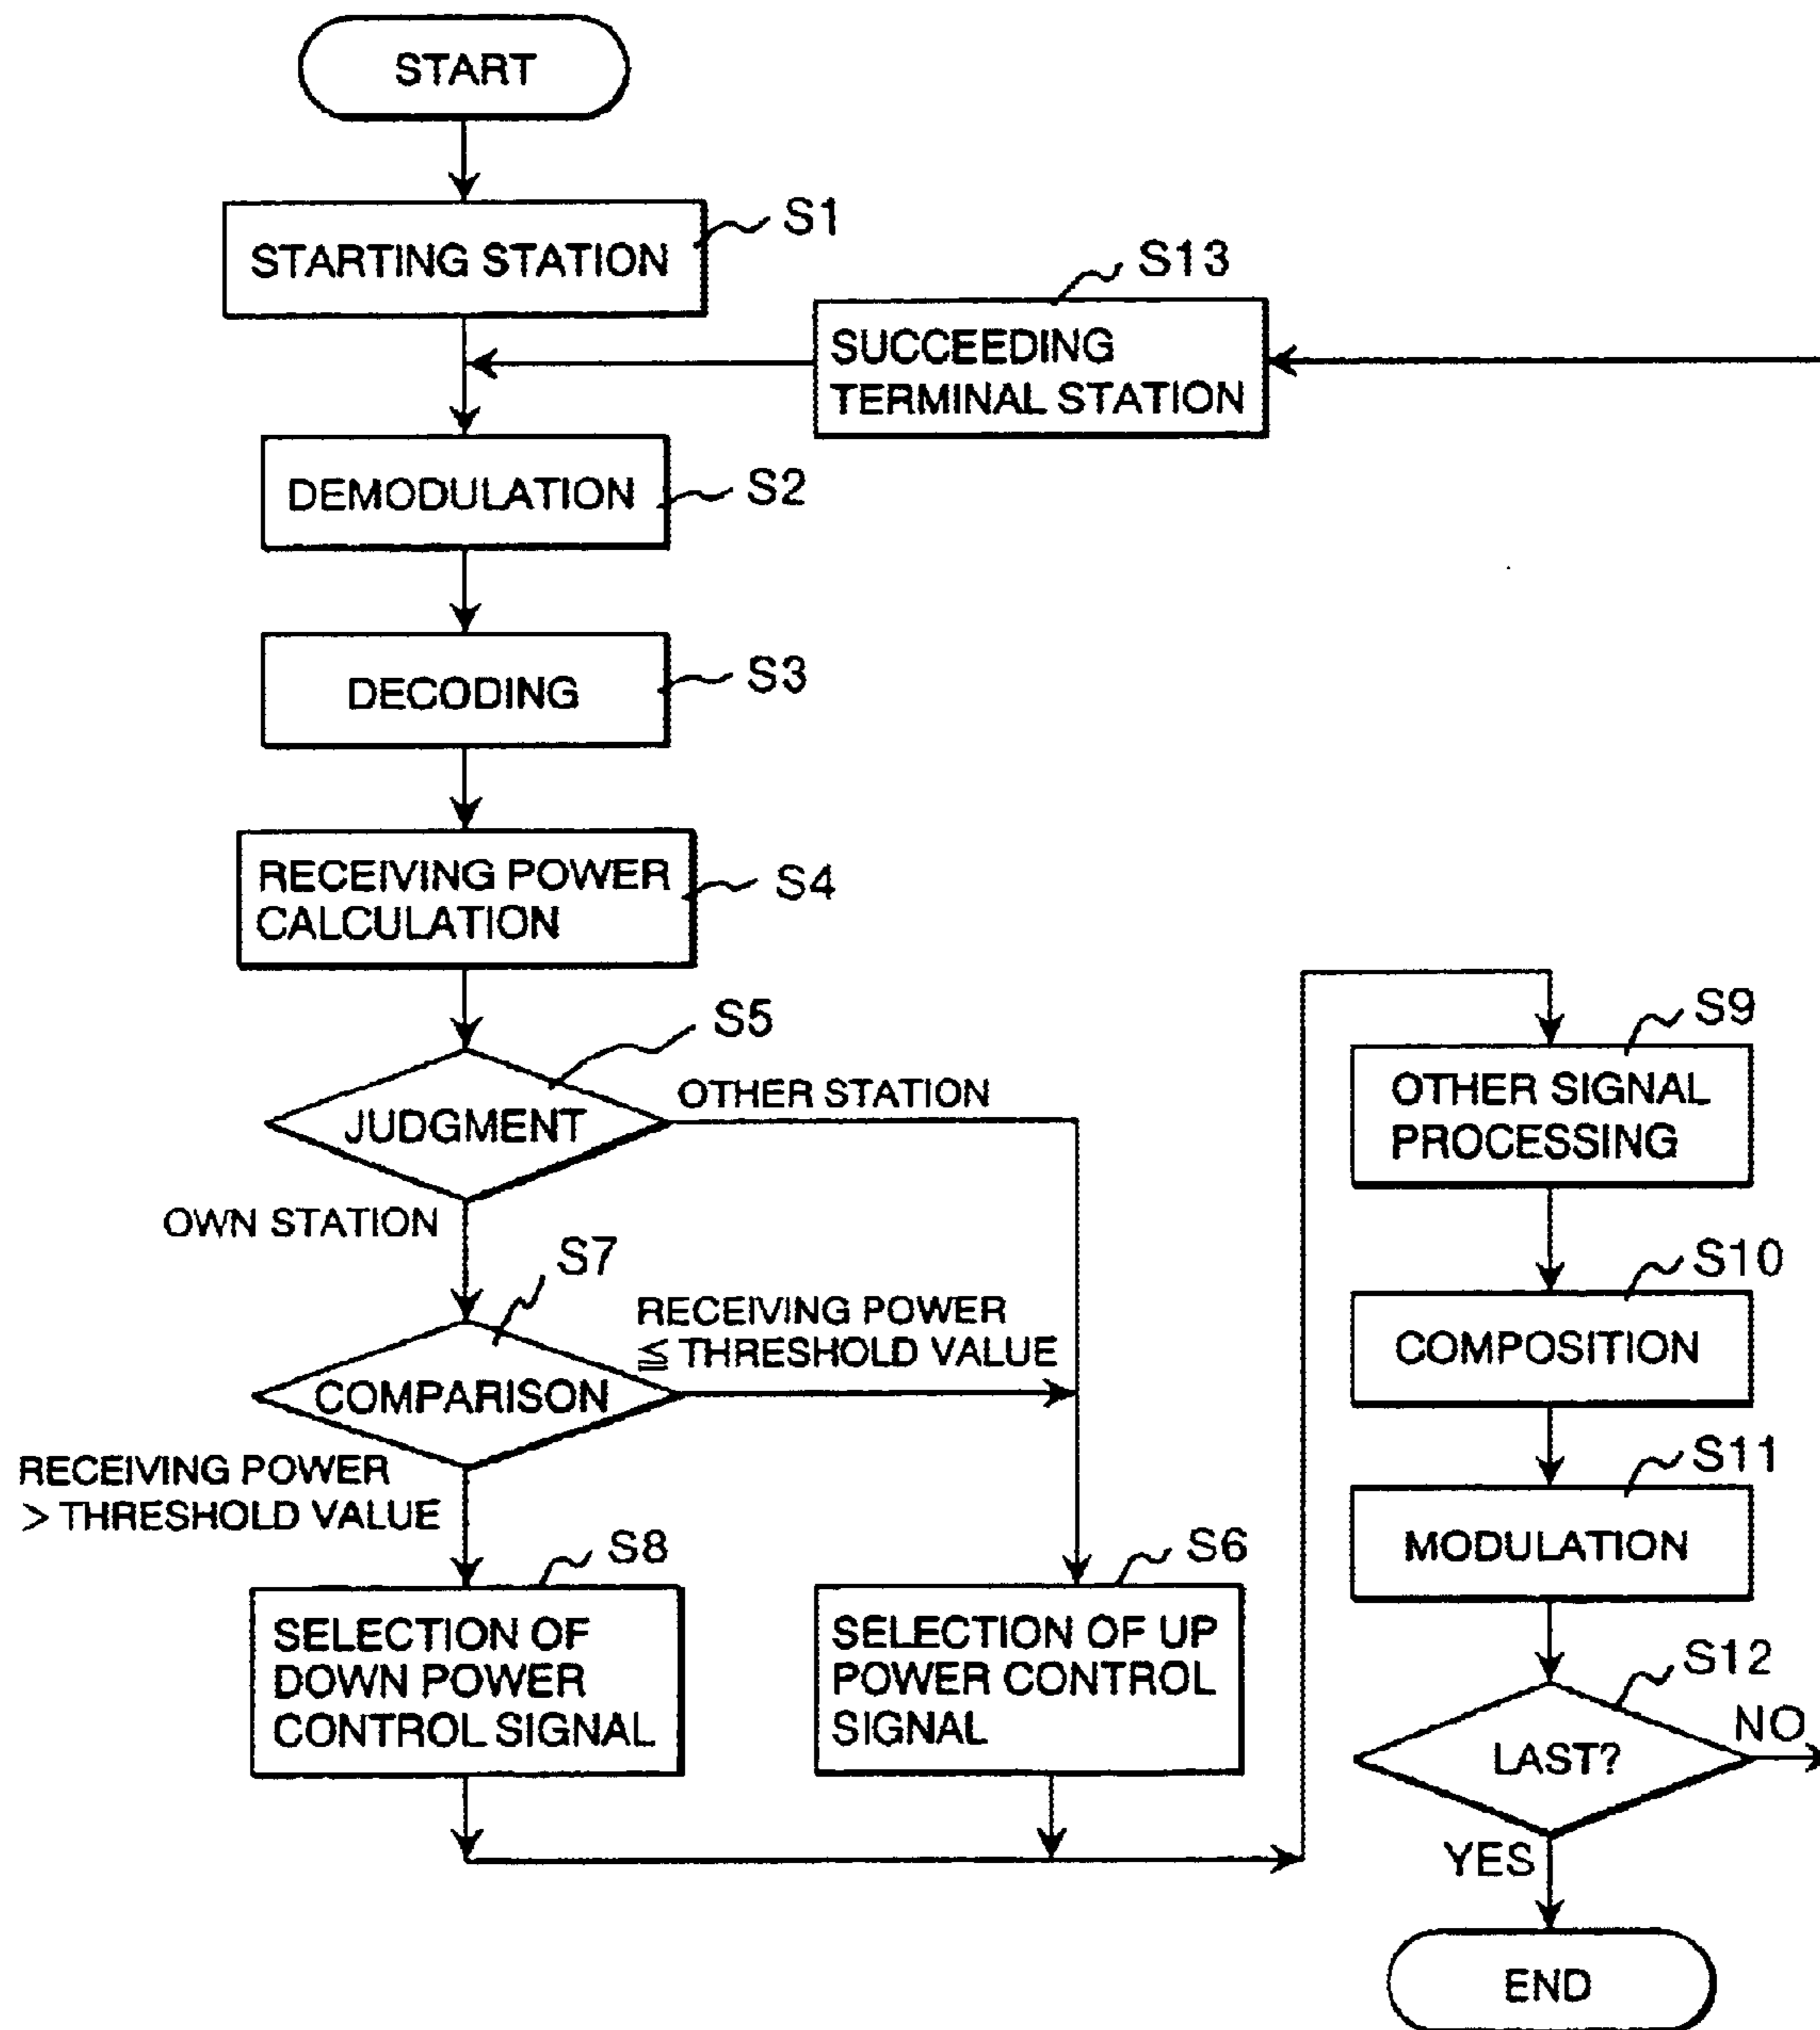 START
STARTING STATION
S1
S13
SUCCEEDING
TERMINAL STATION
DEMODULATION
S2
DECODING
S3
RECEIVING POWER
CALCULATION
S4
S5
JUDGMENT
OTHER STATION
OWN STATION
S7
COMPARISON
RECEIVING POWER
≦ THRESHOLD VALUE
RECEIVING POWER
> THRESHOLD VALUE
S8
SELECTION OF
DOWN POWER
CONTROL SIGNAL
S6
SELECTION OF UP
POWER CONTROL
SIGNAL
S9
OTHER SIGNAL
PROCESSING
S10
COMPOSITION
S11
MODULATION
S12
LAST?
NO
YES
END